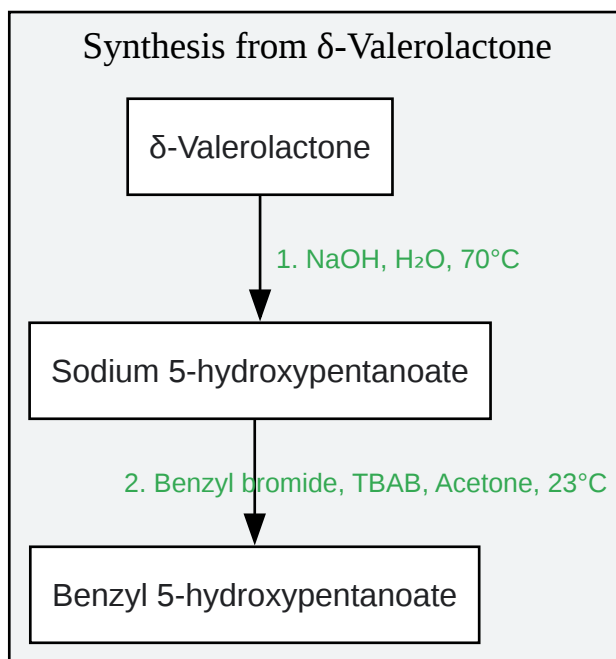 Synthesis from δ-Valerolactone
δ-Valerolactone
1. NaOH, H₂O, 70°C
Sodium 5-hydroxypentanoate
2. Benzyl bromide, TBAB, Acetone, 23°C
Benzyl 5-hydroxypentanoate